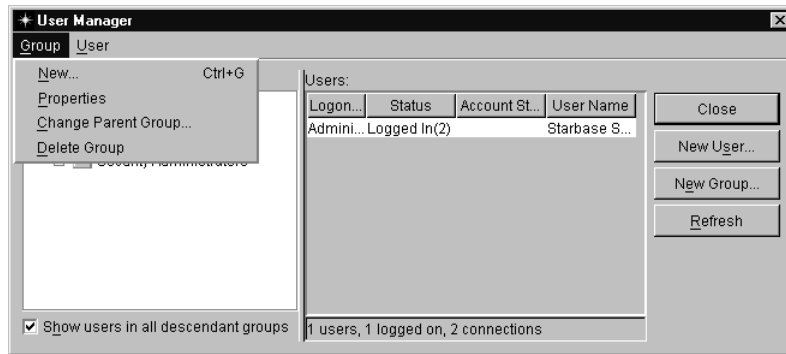 User Manager
Group User
New... Ctrl+G
Properties
Change Parent Group...
Delete Group
Security Administrators
Show users in all descendant groups
Users:
Logon... Status Account St... User Name
Admini... Logged In(2) Starbase S...
1 users, 1 logged on, 2 connections
Close
New User...
New Group...
Refresh